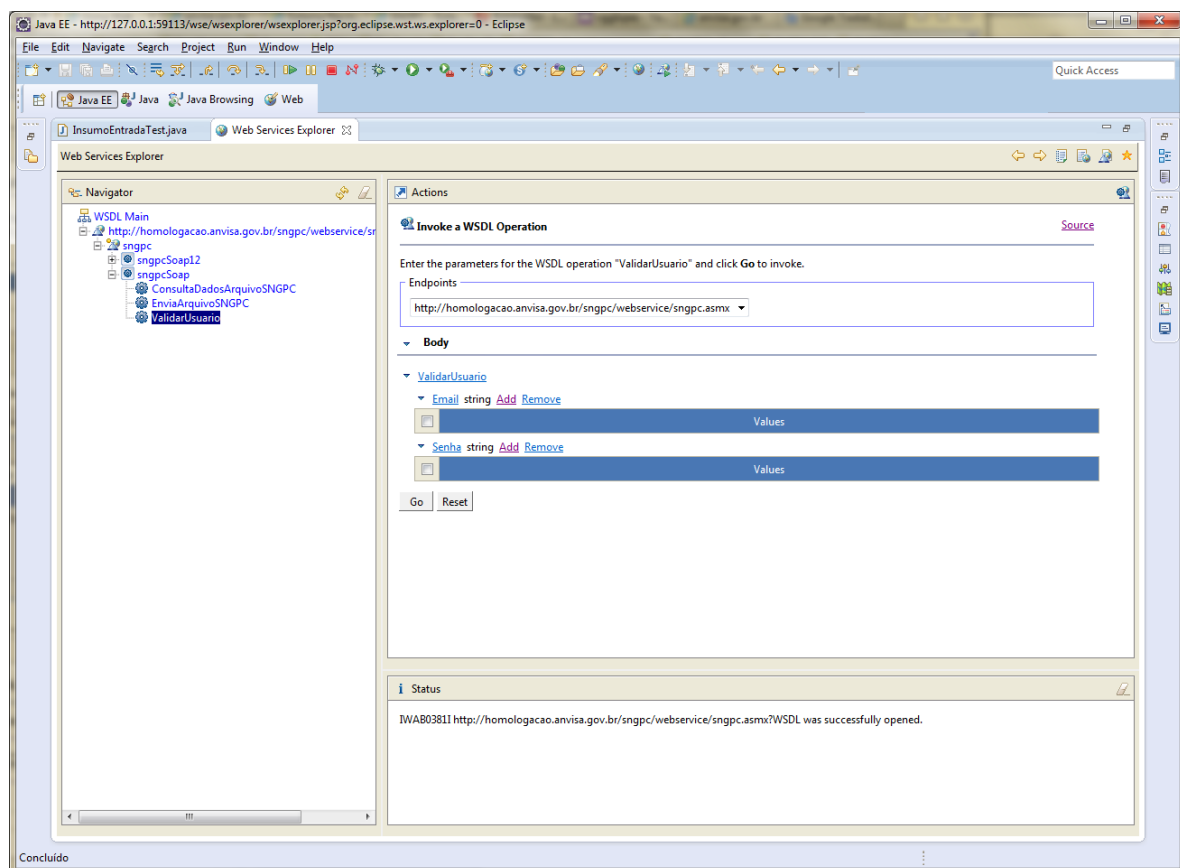 Java EE - http://127.0.0.1:59113/wse/wsexplorer/wsexplorer.jsp?org.eclipse.wst.ws.explorer=0 - Eclipse
File Edit Navigate Search Project Run Window Help
Quick Access
Java EE Java Java Browsing Web
InsumoEntradaTest.java Web Services Explorer
Web Services Explorer
Navigator
WSDL Main
http://homologacao.anvisa.gov.br/sngpc/webservice/sr
sngpc
sngpcSoap12
sngpcSoap
ConsultaDadosArquivoSNGPC
EnviaArquivoSNGPC
ValidarUsuario
Actions
Invoke a WSDL Operation Source
Enter the parameters for the WSDL operation "ValidarUsuario" and click Go to invoke.
Endpoints
http://homologacao.anvisa.gov.br/sngpc/webservice/sngpc.asmx
Body
ValidarUsuario
Email string Add Remove
Values
Senha string Add Remove
Values
Go Reset
i Status
IWAB0381I http://homologacao.anvisa.gov.br/sngpc/webservice/sngpc.asmx?WSDL was successfully opened.
Concluído